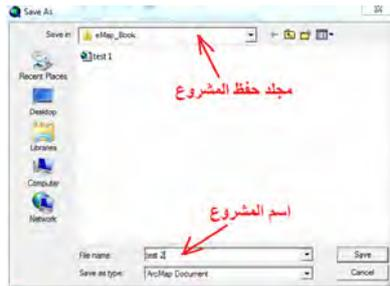 Save As
Save in:
eMap_Book
test 1
Recent Places
مجلد حفظ المشروع
Desktop
Libraries
Computer
Network
اسم المشروع
File name:
test 2
Save
Save as type:
ArcMap Document
Cancel